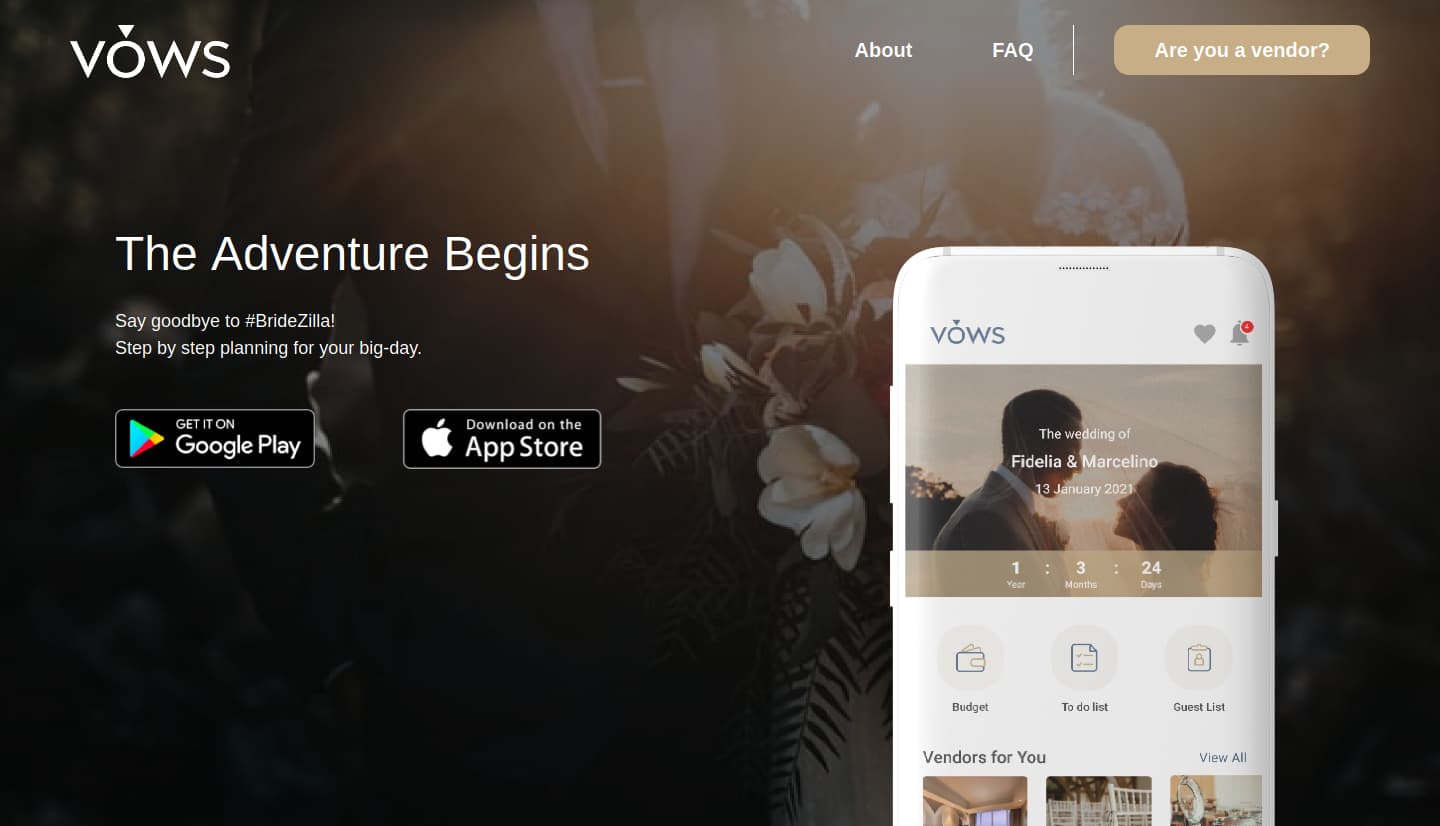 VOWS
About
FAQ
Are you a vendor?
The Adventure Begins
Say goodbye to #BrideZilla!
Step by step planning for your big-day.
GET IT ON
Google Play
Download on the
App Store
VOWS
4
The wedding of
Fidelia & Marcelino
13 January 2021
1 : 3 : 24
Year Months Days
Budget
To do list
Guest List
Vendors for You
View All